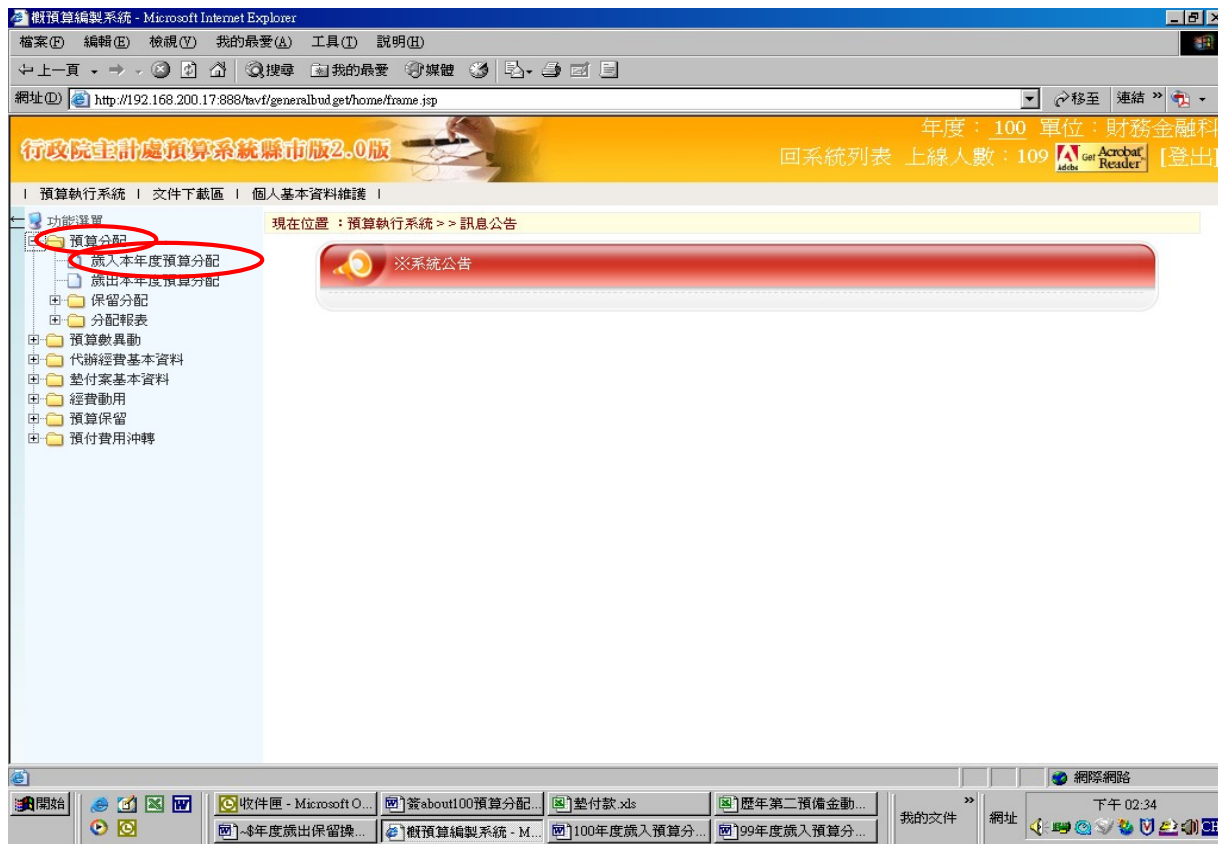 概預算編製系統 - Microsoft Internet Explorer
檔案(F) 編輯(E) 檢視(V) 我的最愛(A) 工具(T) 說明(H)
上一頁 搜尋 我的最愛 媒體
網址(D) http://192.168.200.17:888/tavf/generalbudget/home/frame.jsp 移至 連結 »
行政院主計處預算系統縣市版2.0版
年度： 100 單位：財務金融科
回系統列表 上線人數：109 Adobe Get Acrobat Reader [登出]
| 預算執行系統 | 文件下載區 | 個人基本資料維護 |
功能選單
現在位置 ：預算執行系統>>訊息公告
預算分配
歲入本年度預算分配
※系統公告
歲出本年度預算分配
保留分配
分配報表
預算數異動
代辦經費基本資料
墊付案基本資料
經費動用
預算保留
預付費用沖轉
網際網路
開始 收件匣 - Microsoft O... 簽about100預算分配... 墊付款.xls 歷年第二預備金動... 我的文件 » 網址 下午 02:34
~$年度歲出保留操... 概預算編製系統 - M... 100年度歲入預算分... 99年度歲入預算分... CH